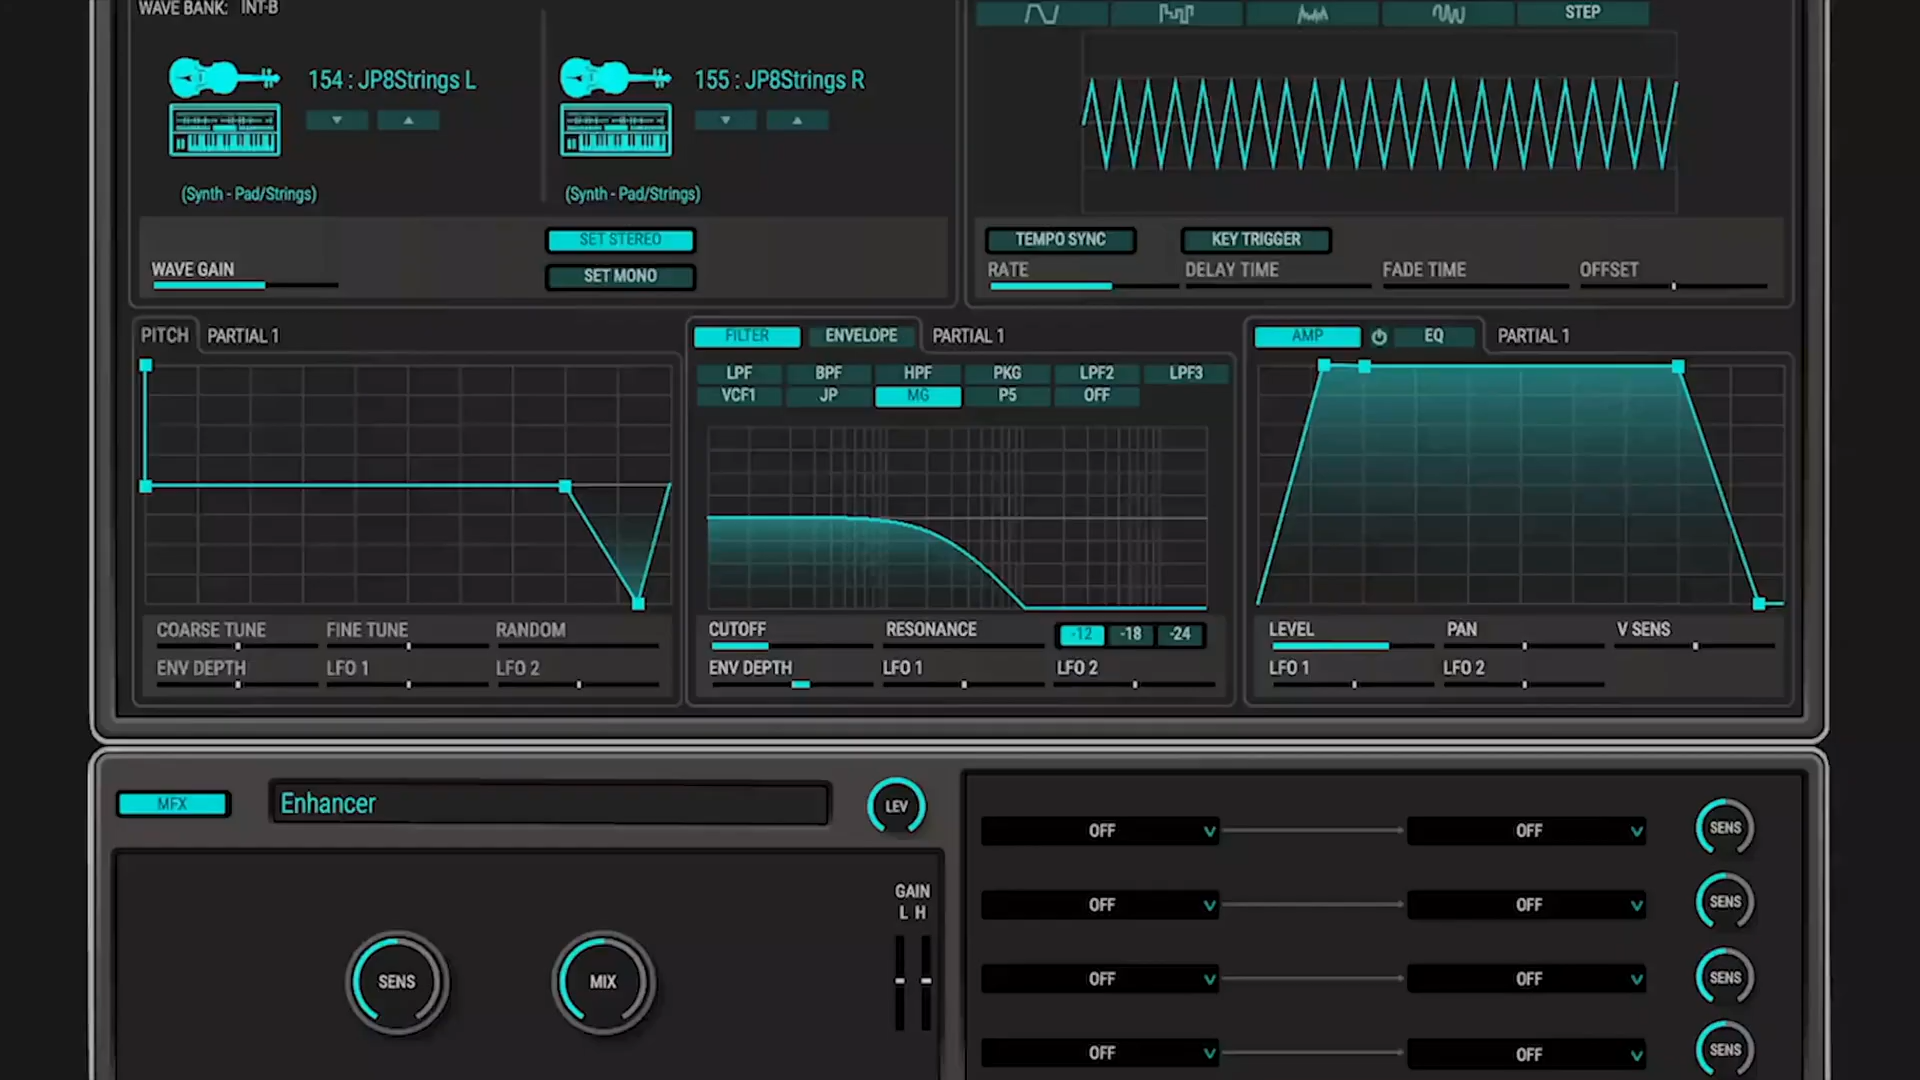 WAVE BANK: INT-B
STEP
154 : JP8Strings L
155 : JP8Strings R
(Synth - Pad/Strings)
(Synth - Pad/Strings)
SET STEREO
SET MONO
WAVE GAIN
TEMPO SYNC
KEY TRIGGER
RATE
DELAY TIME
FADE TIME
OFFSET
PITCH PARTIAL 1
COARSE TUNE FINE TUNE RANDOM
ENV DEPTH LFO 1 LFO 2
FILTER ENVELOPE PARTIAL 1
LPF BPF HPF PKG LPF2 LPF3
VCF1 JP MG P5 OFF
CUTOFF RESONANCE -12 -18 -24
ENV DEPTH LFO 1 LFO 2
AMP EQ PARTIAL 1
LEVEL PAN V SENS
LFO 1 LFO 2
MFX Enhancer LEV
GAIN
L H
SENS MIX
OFF OFF SENS
OFF OFF SENS
OFF OFF SENS
OFF OFF SENS